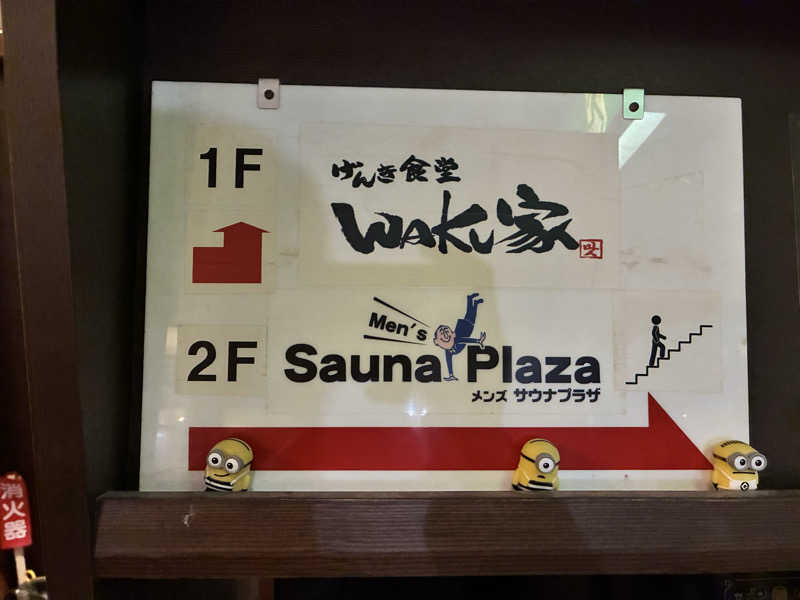 1F
げんき食堂
WAKU家
2F
Men's
Sauna Plaza
メンズ サウナプラザ
消火器